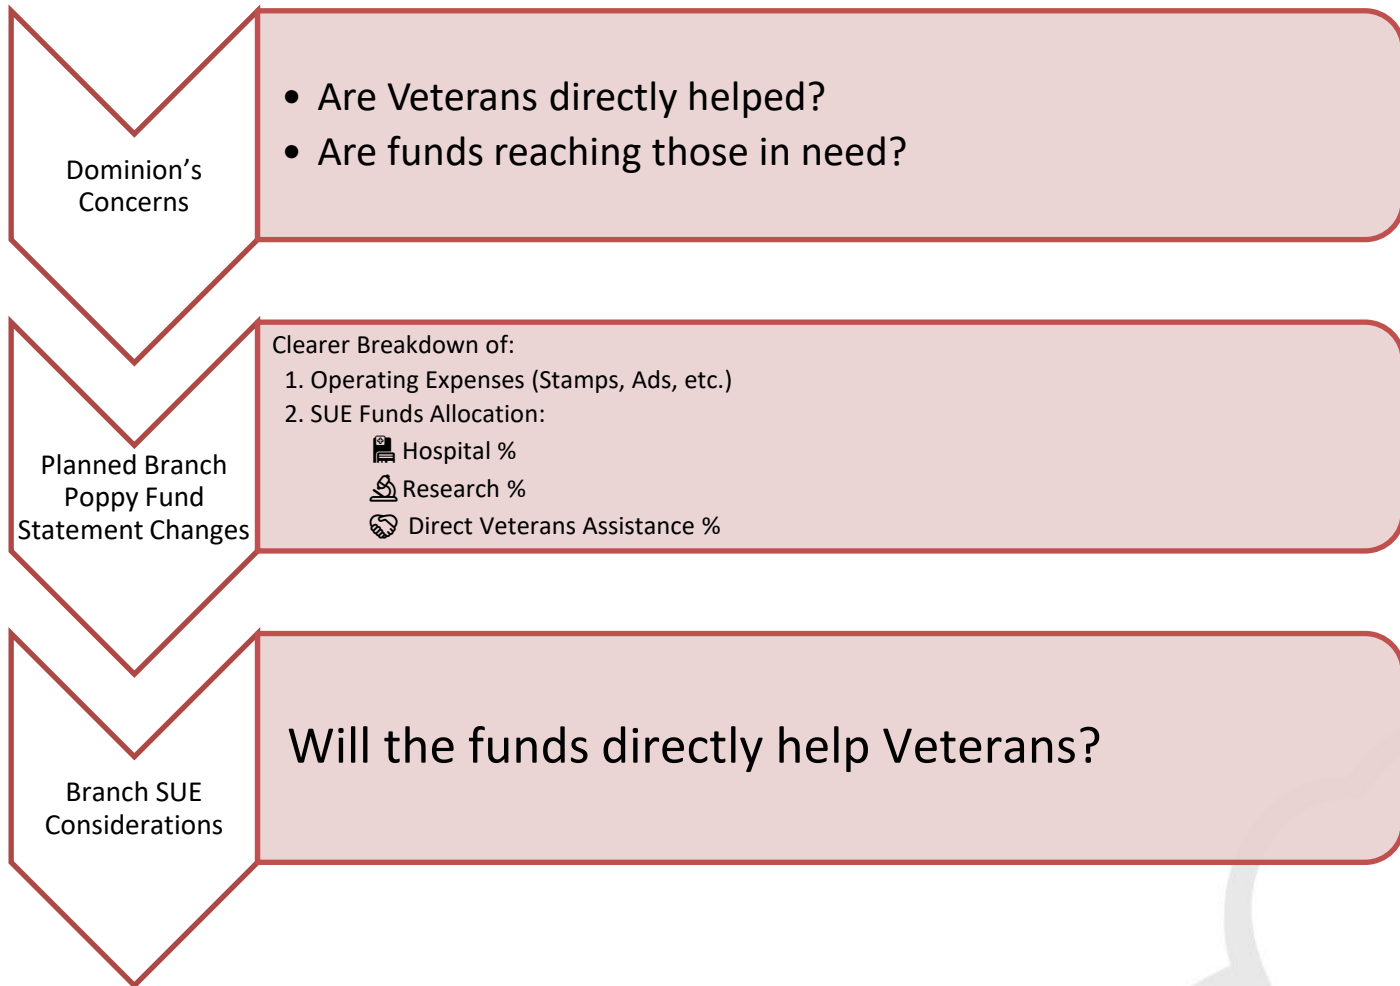 Dominion’s
Concerns
• Are Veterans directly helped?
• Are funds reaching those in need?
Planned Branch
Poppy Fund
Statement Changes
Clearer Breakdown of:
1. Operating Expenses (Stamps, Ads, etc.)
2. SUE Funds Allocation:
Hospital %
Research %
Direct Veterans Assistance %
Branch SUE
Considerations
Will the funds directly help Veterans?